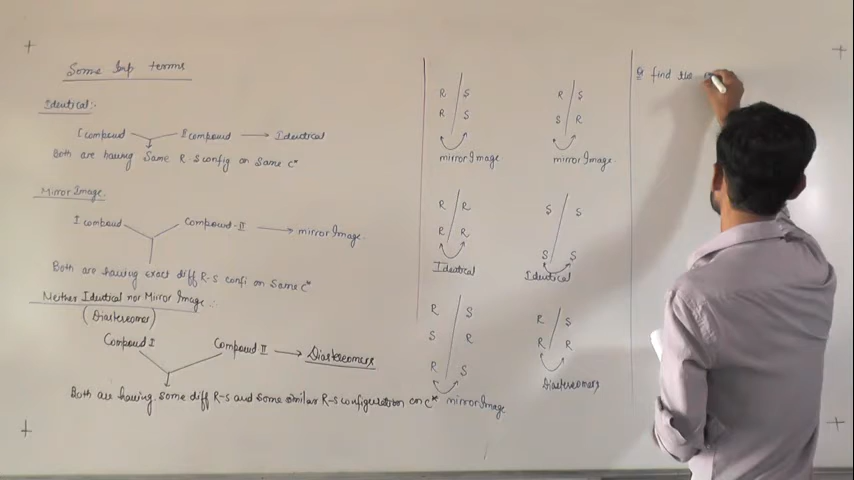 Some Imp terms
Identical:-
I compound II compound → Identical
Both are having Same R-S config on Same C*
Mirror Image.
I compound Compound-II → mirror Image.
Both are having exact diff R-S confi on Same C*
Neither Identical nor Mirror Image :-
(Diastereomer)
Compound I Compound II → Diastereomers
Both are having some diff R-S and some similar R-S configuration on C*
R S
R S
mirror Image
R S
S R
mirror Image
R R
R R
Identical
S S
S S
Identical
R S
S R
R S
mirror Image
R S
R R
Diastereomers
Q find the